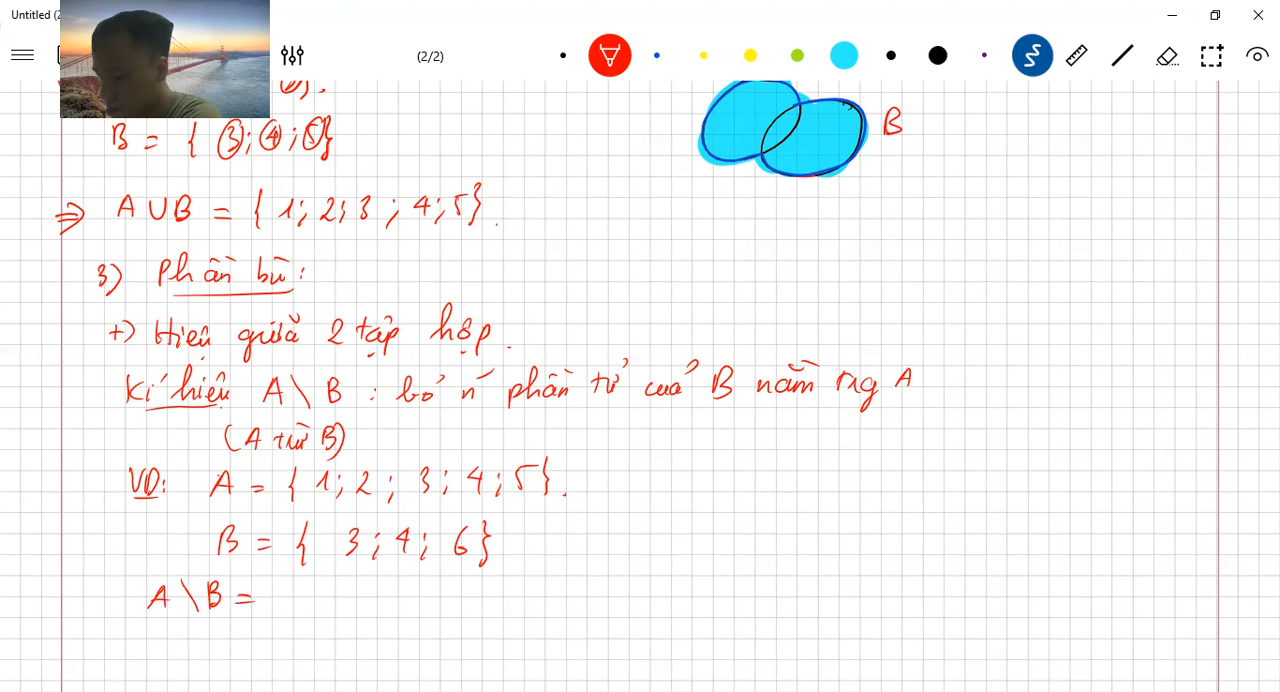 Untitled (2
(2/2)
B = { 3; 4; 5}
B
⇒ A∪B = { 1; 2; 3; 4; 5}.
3) Phần bù:
+) Hiệu giữa 2 tập hợp.
Kí hiệu A\B : bỏ phần tử của B nằm trg A
(A trừ B)
VD: A = { 1; 2; 3; 4; 5}.
B = { 3; 4; 6}
A\B =